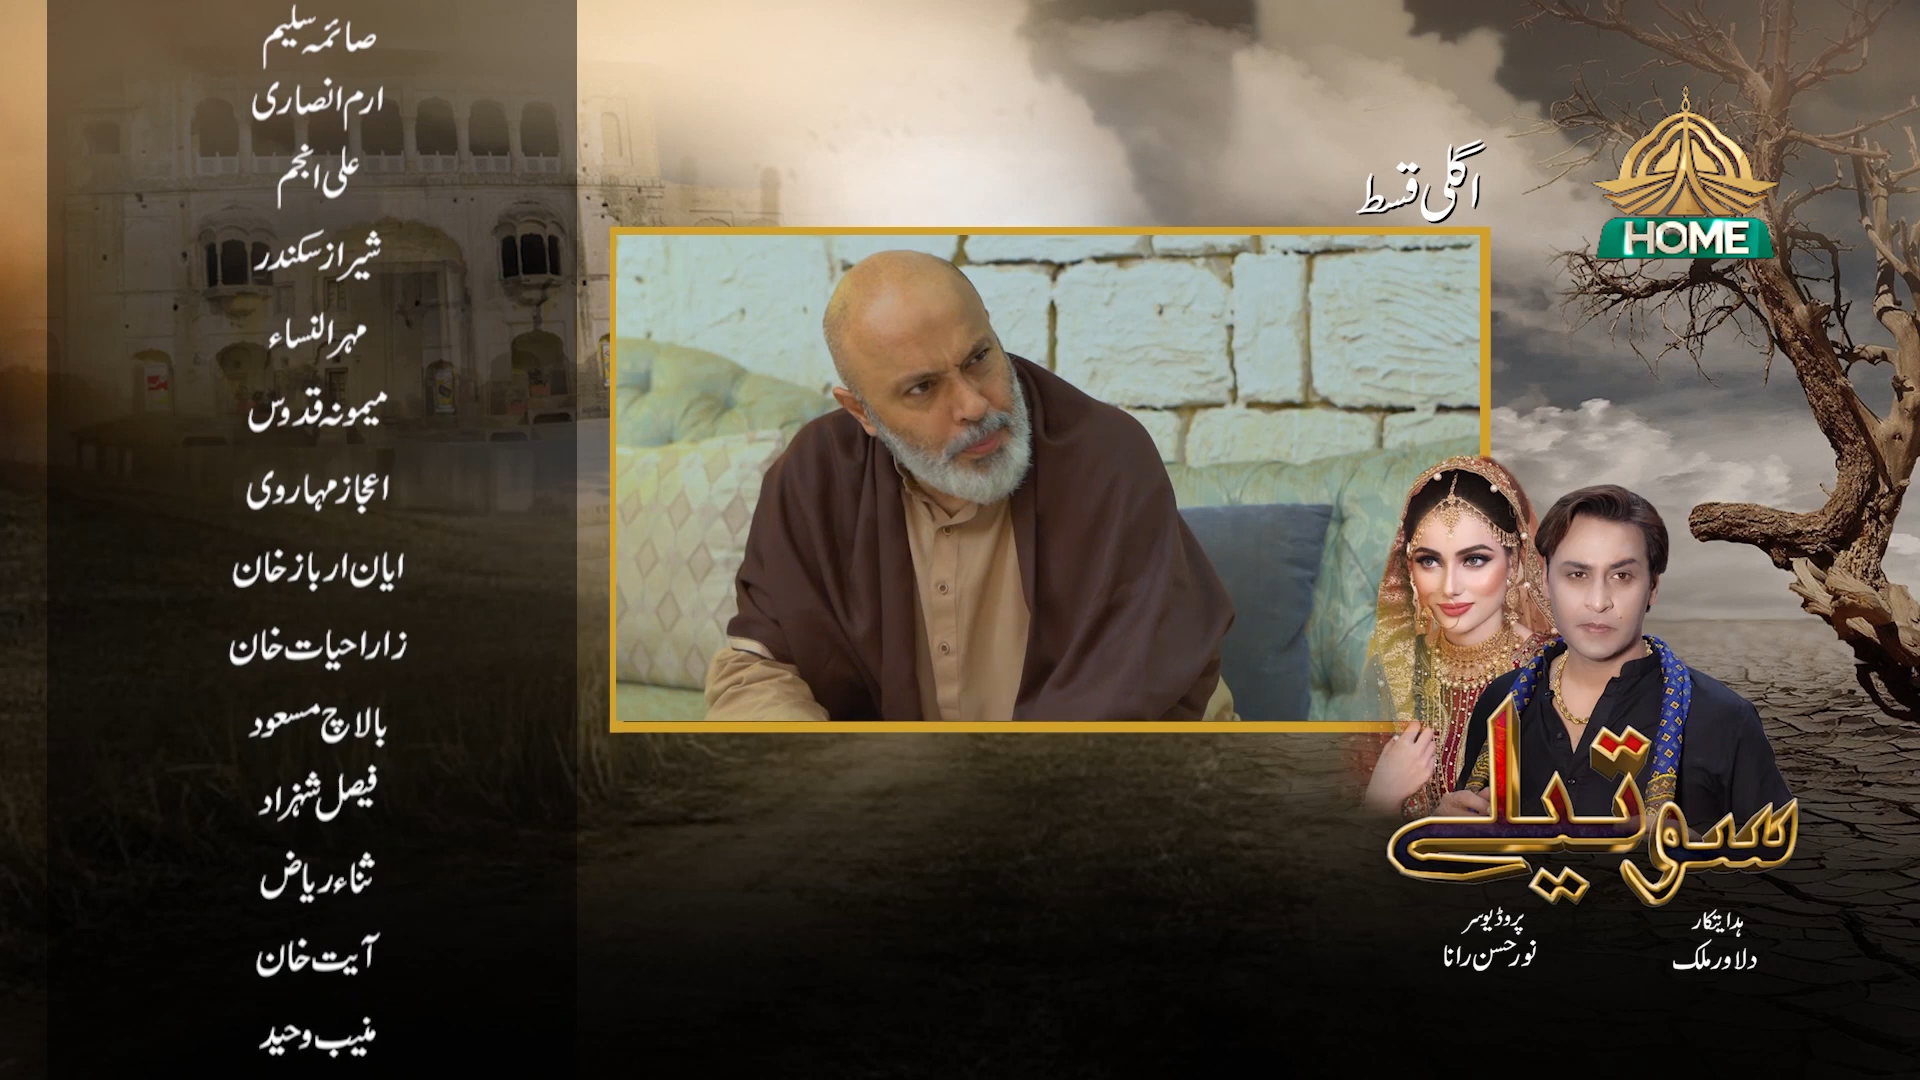 صائمہ سلیم
ارم انصاری
علی انجم
شیراز سکندر
مہرالنساء
میمونہ قدوس
اعجاز مہاروی
ایان ارباز خان
زارا حیات خان
بالاچ مسعود
فیصل شہزاد
ثناء ریاض
آیت خان
منیب وحید
اگلی قسط
HOME
سوتیلے
ہدایتکار
دلاور ملک
پروڈیوسر
نور حسن رانا